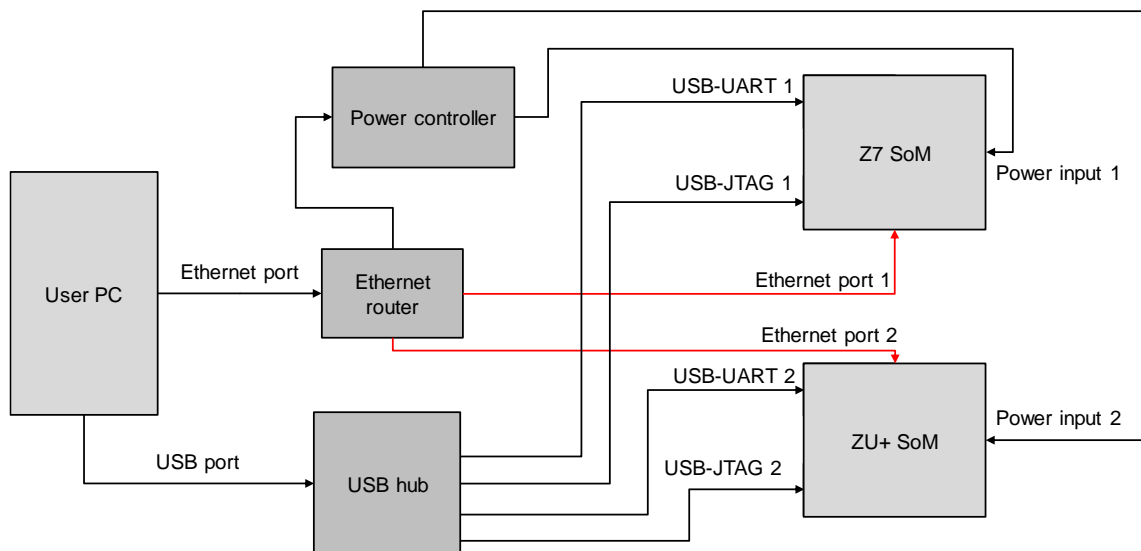 USB-UART 1
Power controller
Z7 SoM
Power input 1
USB-JTAG 1
Ethernet port
Ethernet port 1
User PC
Ethernet
router
Ethernet port 2
USB-UART 2
Power input 2
ZU+ SoM
USB port
USB-JTAG 2
USB hub